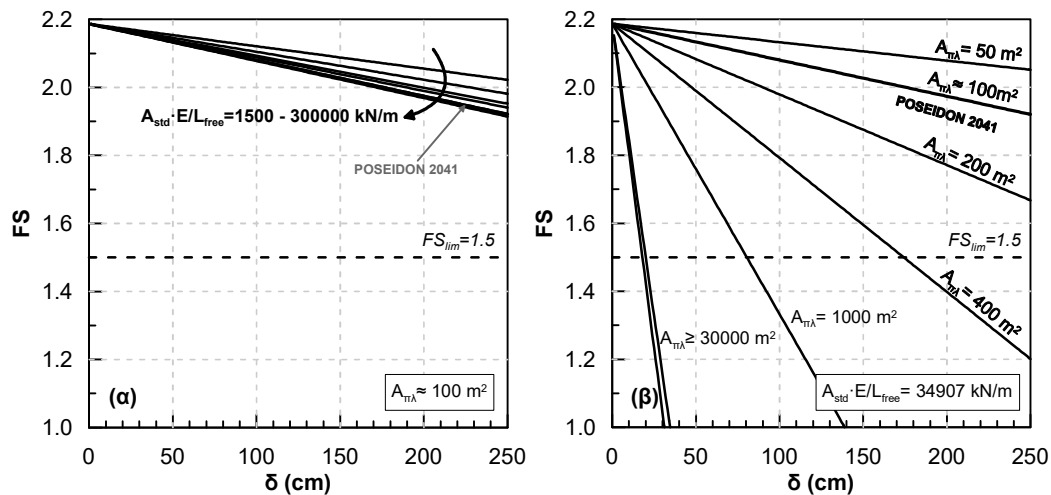 2.2
2.0
1.8
1.6
1.4
1.2
1.0
FS
A_std·E/L_free=1500 - 300000 kN/m
POSEIDON 2041
FS_lim=1.5
(α)
A_πλ≈ 100 m²
0 50 100 150 200 250
δ (cm)
2.2
2.0
1.8
1.6
1.4
1.2
1.0
FS
A_πλ= 50 m²
A_πλ≈ 100m²
POSEIDON 2041
A_πλ= 200 m²
FS_lim=1.5
A_πλ= 400 m²
A_πλ= 1000 m²
A_πλ≥ 30000 m²
(β)
A_std·E/L_free= 34907 kN/m
0 50 100 150 200 250
δ (cm)